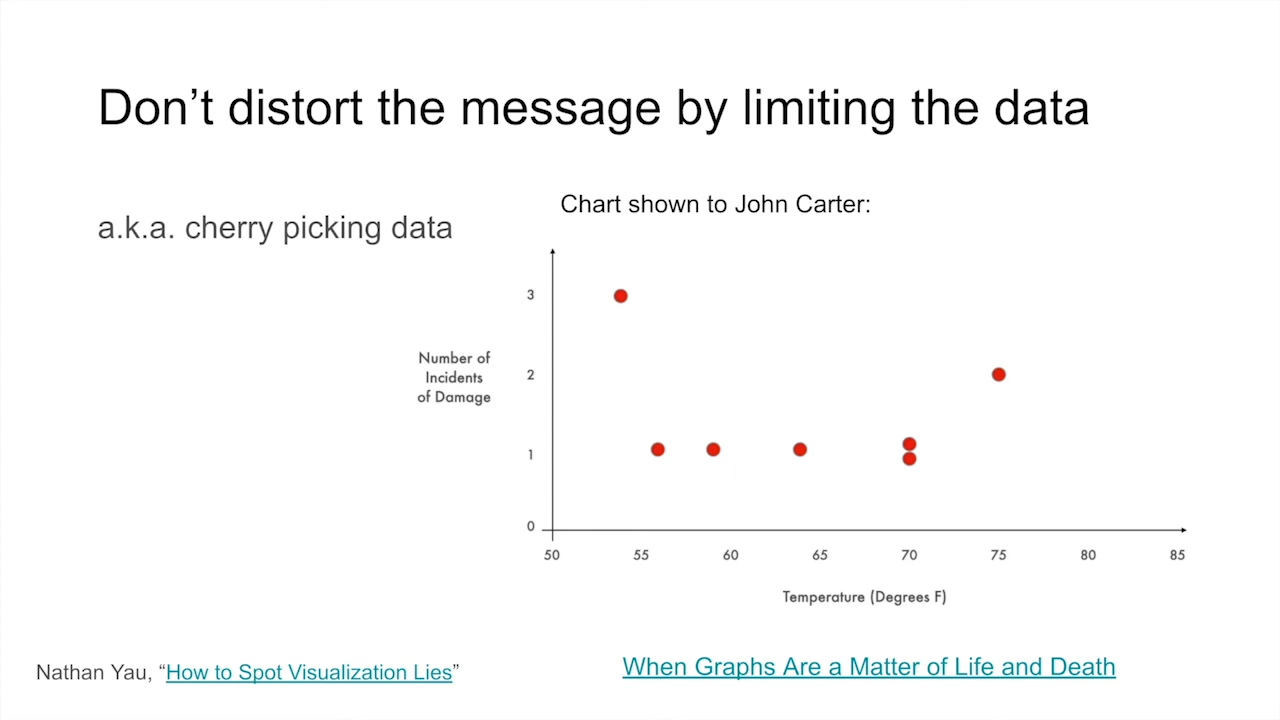 Don’t distort the message by limiting the data
a.k.a. cherry picking data
Chart shown to John Carter:
Number of
Incidents
of Damage
3
2
1
0
50 55 60 65 70 75 80 85
Temperature (Degrees F)
Nathan Yau, “How to Spot Visualization Lies”
When Graphs Are a Matter of Life and Death